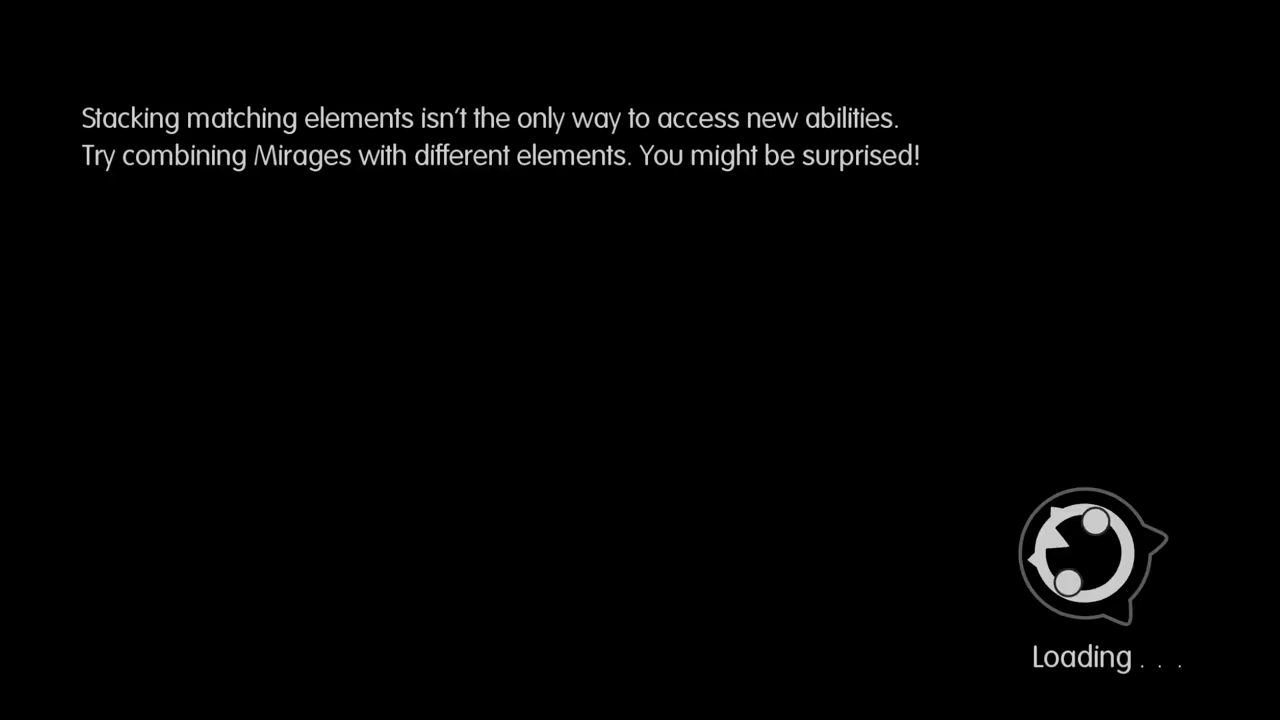 Stacking matching elements isn't the only way to access new abilities.
Try combining Mirages with different elements. You might be surprised!
Loading . . .